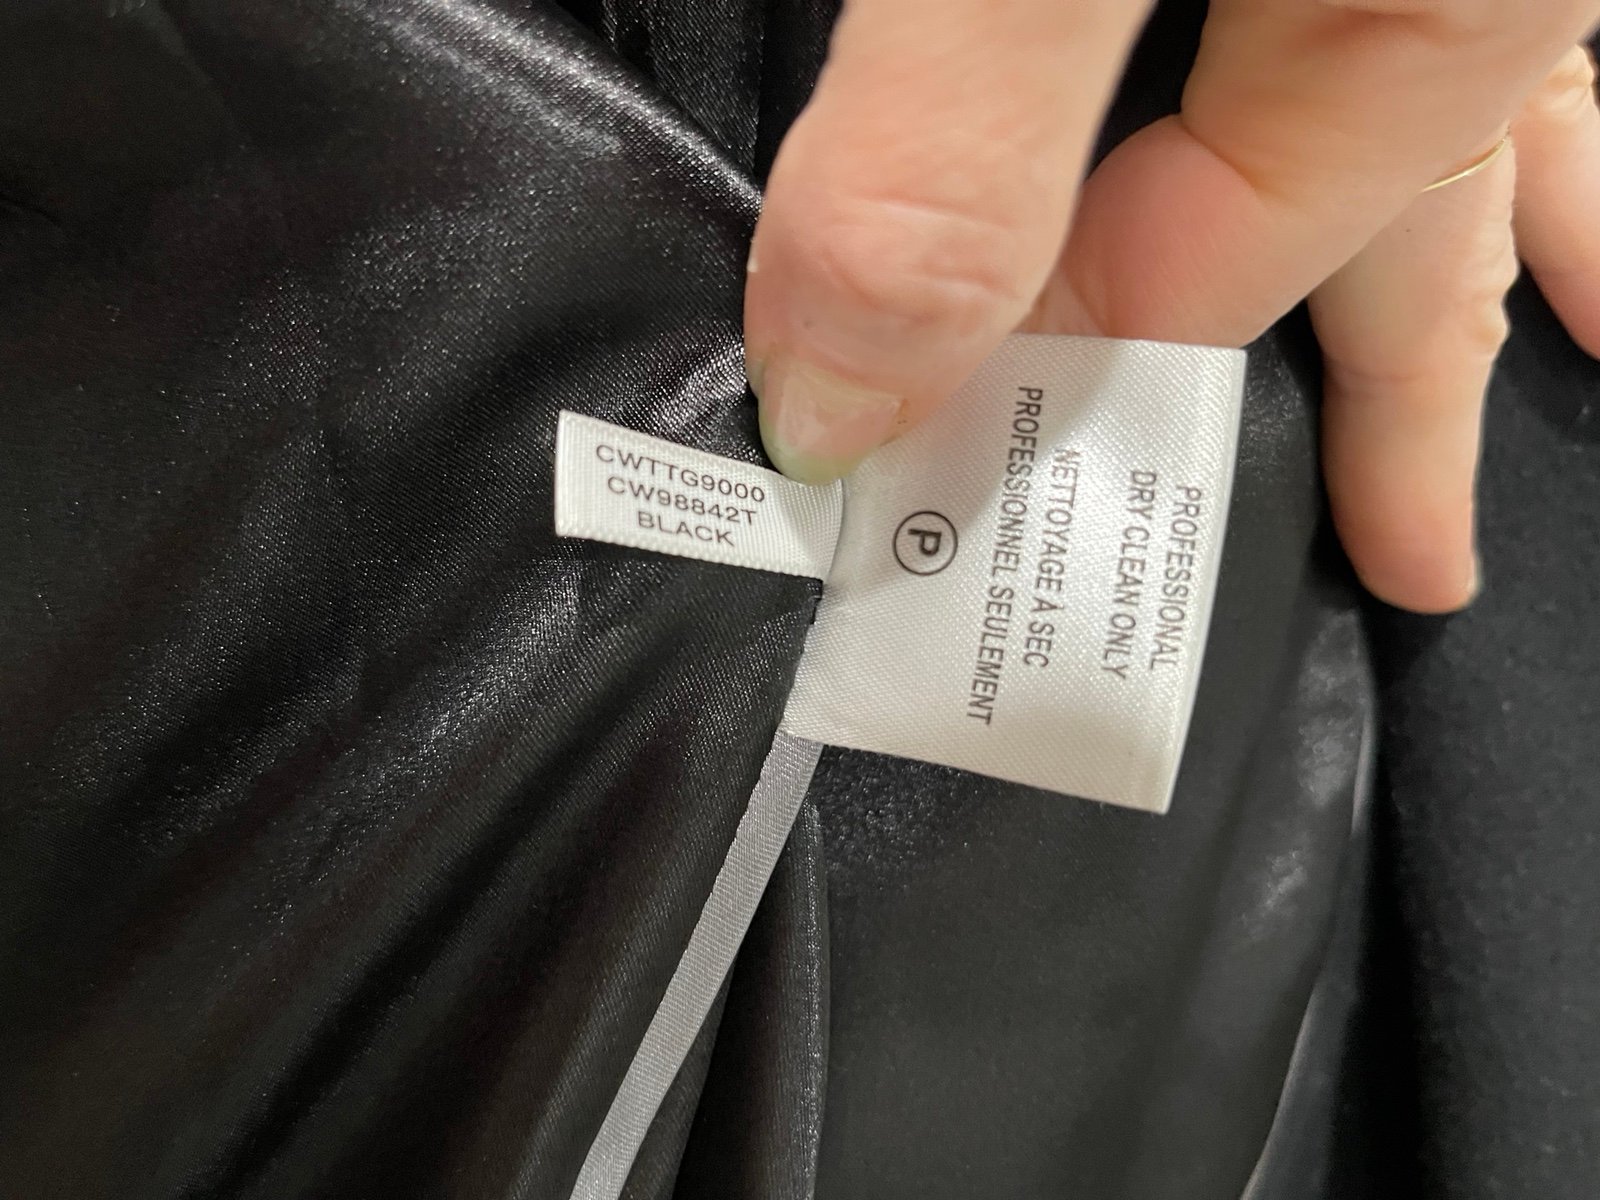 CWTTG9000
CW98842T
BLACK
PROFESSIONAL
DRY CLEAN ONLY
NETTOYAGE À SEC
PROFESSIONNEL SEULEMENT
P